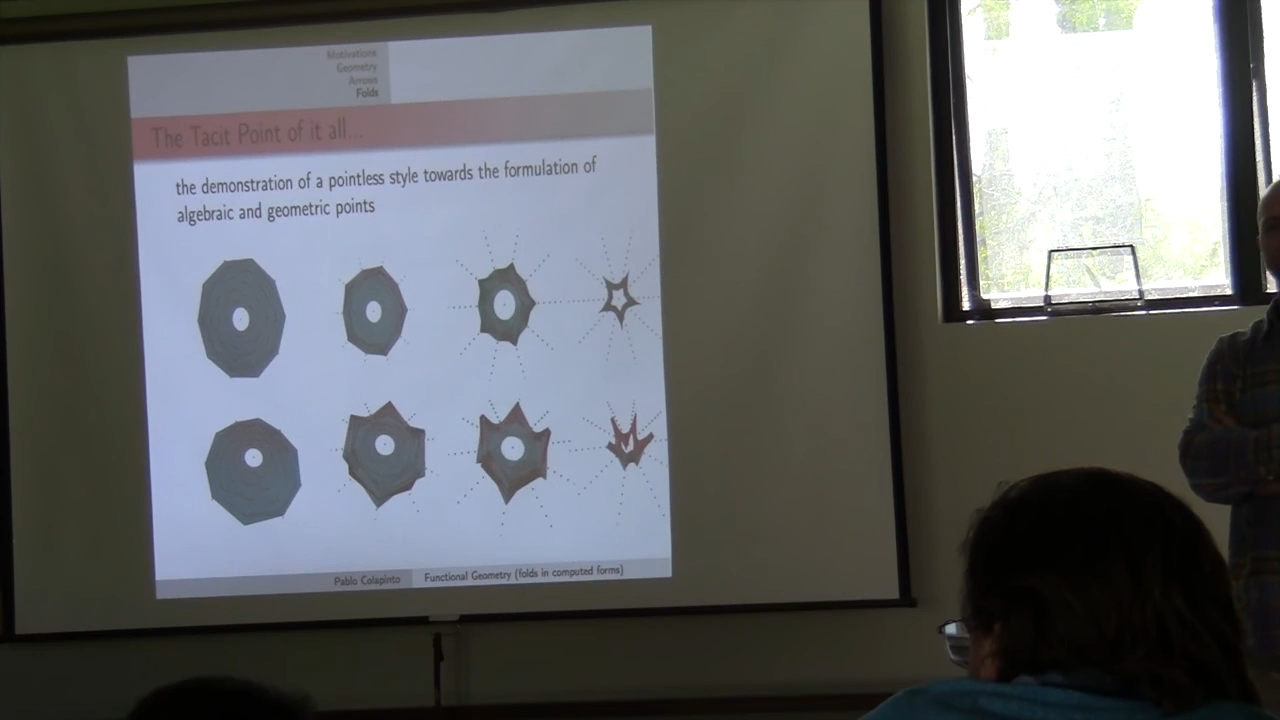 Motivations
Geometry
Arrows
Folds
The Tacit Point of it all...
the demonstration of a pointless style towards the formulation of
algebraic and geometric points
Pablo Colapinto
Functional Geometry (folds in computed forms)